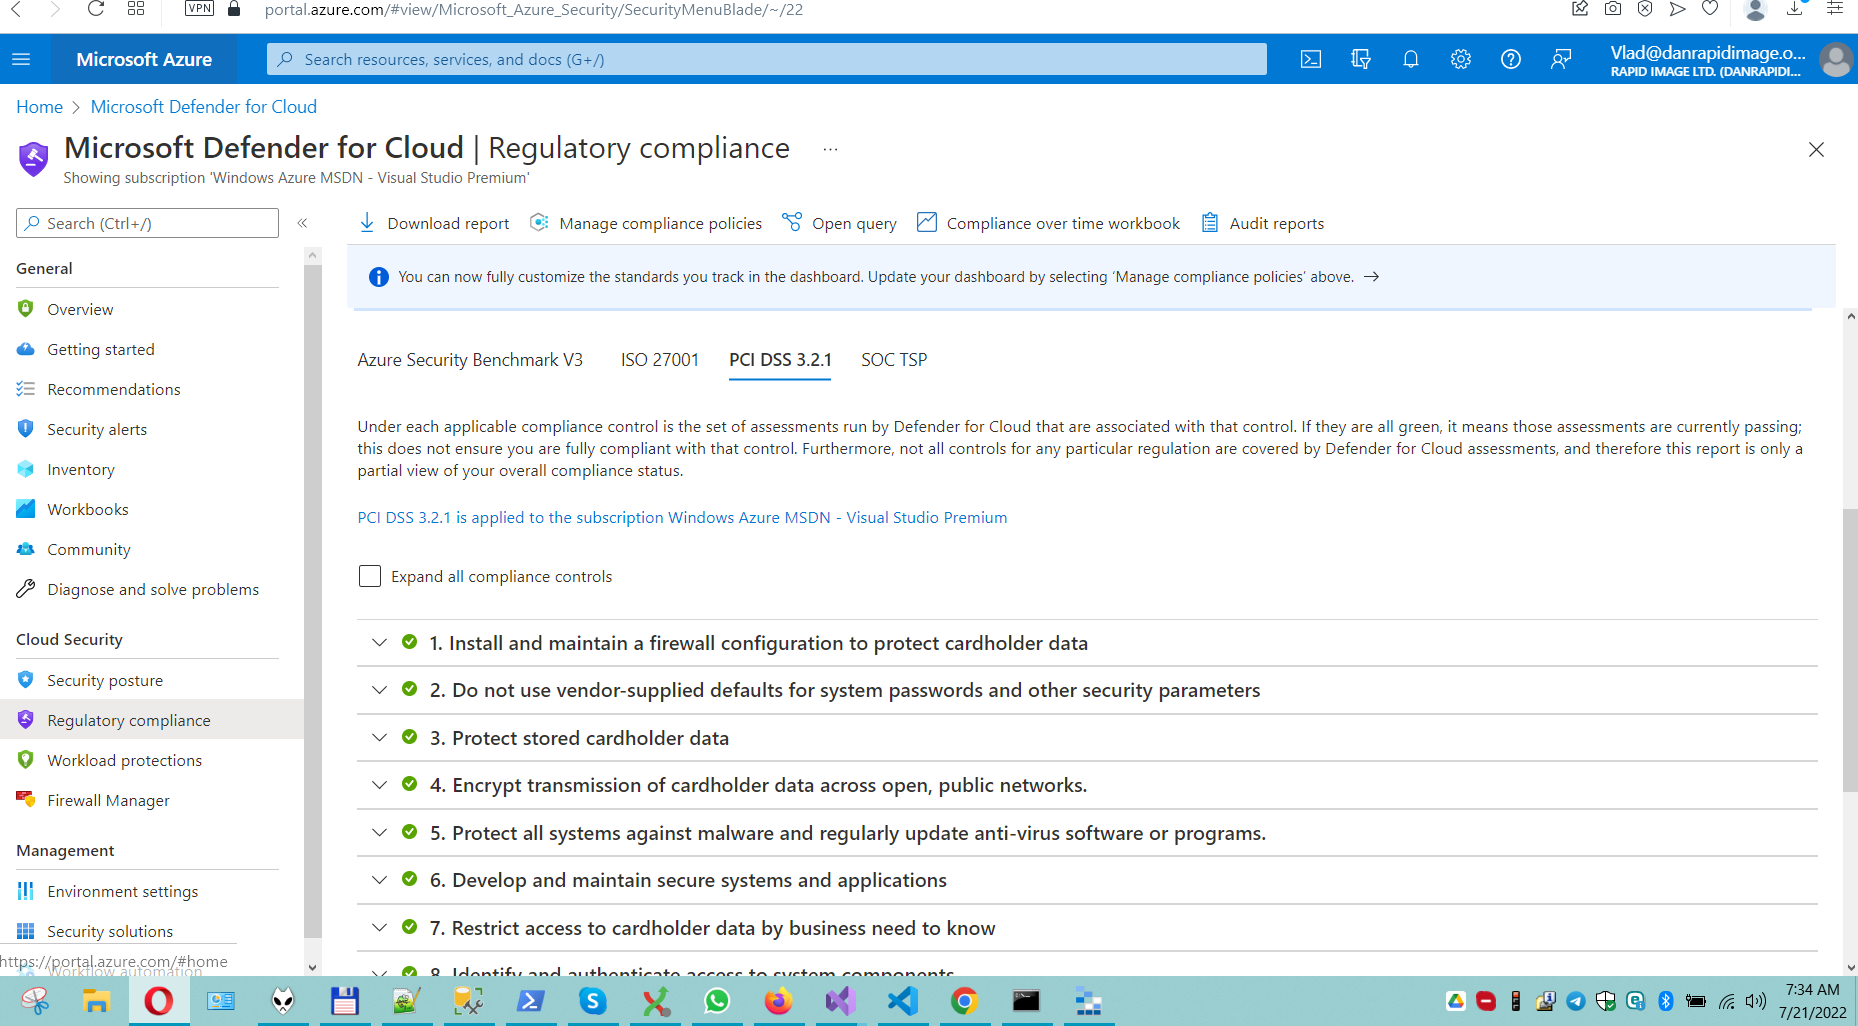 VPN
portal.azure.com/#view/Microsoft_Azure_Security/SecurityMenuBlade/~/22
Microsoft Azure
Search resources, services, and docs (G+/)
Vlad@danrapidimage.o...
RAPID IMAGE LTD. (DANRAPIDI...
Home > Microsoft Defender for Cloud
Microsoft Defender for Cloud | Regulatory compliance ...
Showing subscription 'Windows Azure MSDN - Visual Studio Premium'
Search (Ctrl+/)
General
Overview
Getting started
Recommendations
Security alerts
Inventory
Workbooks
Community
Diagnose and solve problems
Cloud Security
Security posture
Regulatory compliance
Workload protections
Firewall Manager
Management
Environment settings
Security solutions
Workflow automation
https://portal.azure.com/#home
Download report
Manage compliance policies
Open query
Compliance over time workbook
Audit reports
You can now fully customize the standards you track in the dashboard. Update your dashboard by selecting 'Manage compliance policies' above. →
Azure Security Benchmark V3
ISO 27001
PCI DSS 3.2.1
SOC TSP
Under each applicable compliance control is the set of assessments run by Defender for Cloud that are associated with that control. If they are all green, it means those assessments are currently passing;
this does not ensure you are fully compliant with that control. Furthermore, not all controls for any particular regulation are covered by Defender for Cloud assessments, and therefore this report is only a
partial view of your overall compliance status.
PCI DSS 3.2.1 is applied to the subscription Windows Azure MSDN - Visual Studio Premium
Expand all compliance controls
1. Install and maintain a firewall configuration to protect cardholder data
2. Do not use vendor-supplied defaults for system passwords and other security parameters
3. Protect stored cardholder data
4. Encrypt transmission of cardholder data across open, public networks.
5. Protect all systems against malware and regularly update anti-virus software or programs.
6. Develop and maintain secure systems and applications
7. Restrict access to cardholder data by business need to know
8. Identify and authenticate access to system components
7:34 AM
7/21/2022